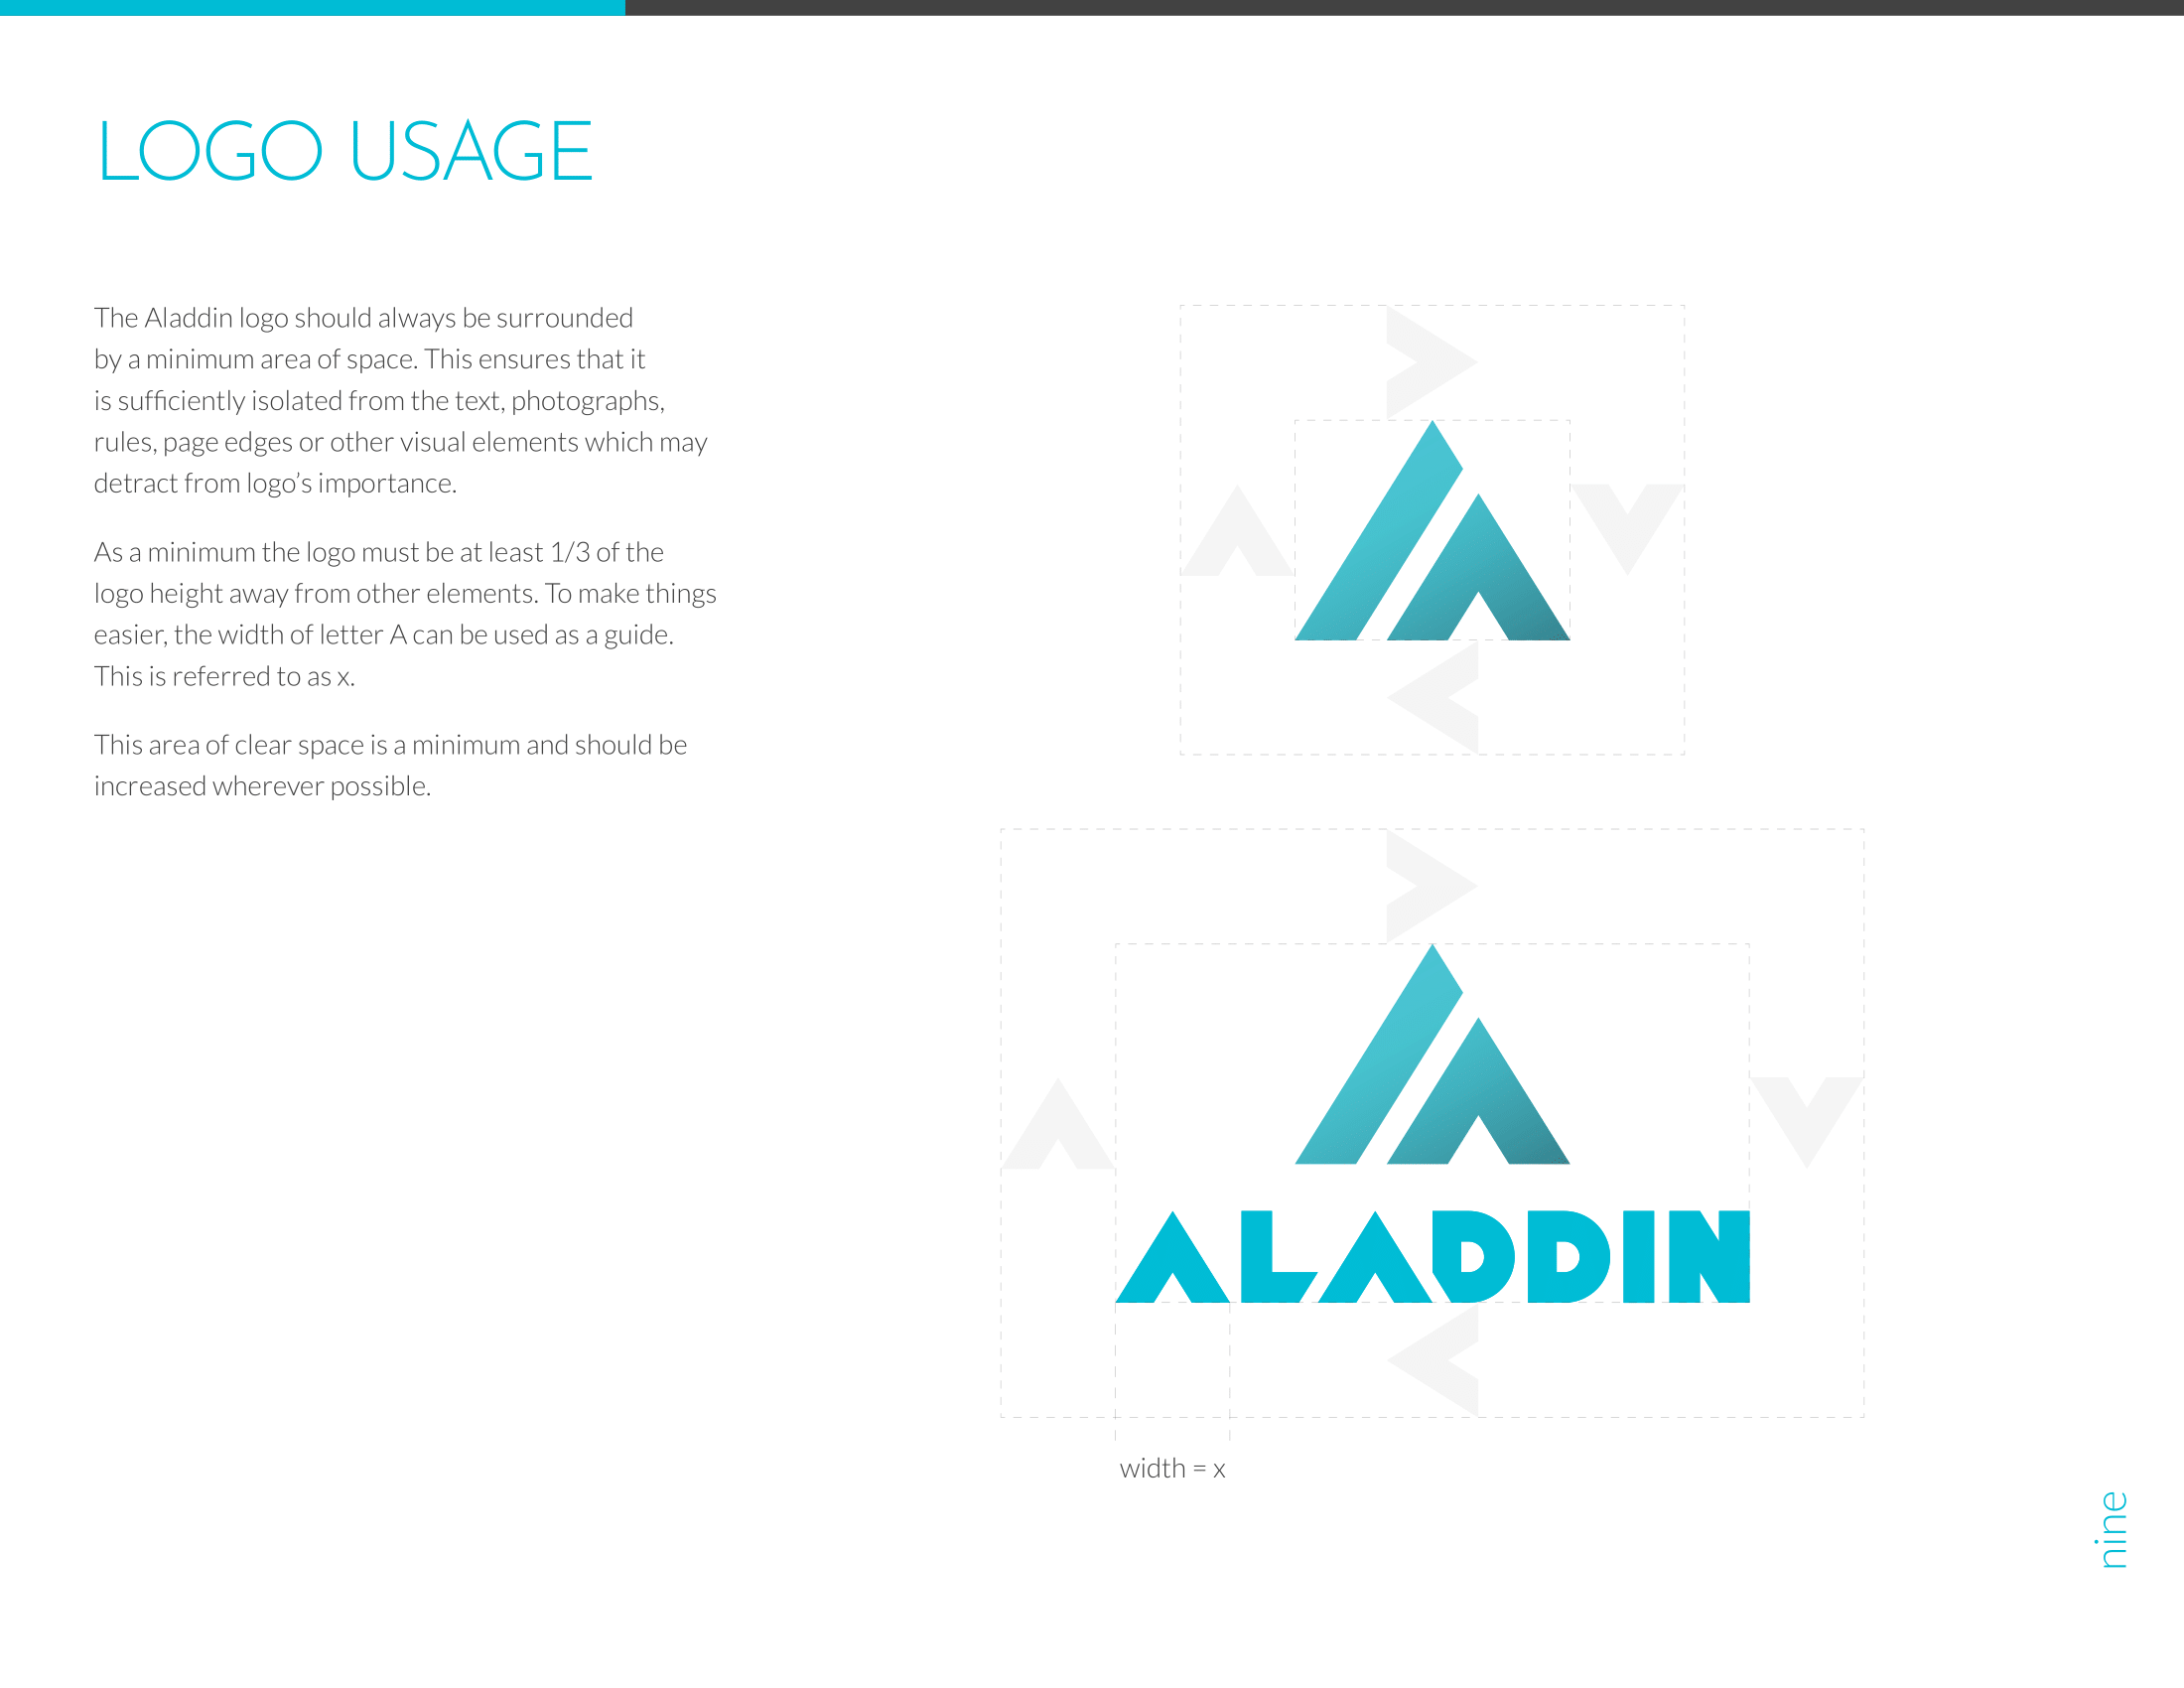 LOGO USAGE
The Aladdin logo should always be surrounded
by a minimum area of space. This ensures that it
is sufficiently isolated from the text, photographs,
rules, page edges or other visual elements which may
detract from logo’s importance.
As a minimum the logo must be at least 1/3 of the
logo height away from other elements. To make things
easier, the width of letter A can be used as a guide.
This is referred to as x.
This area of clear space is a minimum and should be
increased wherever possible.
ALADDIN
width = x
nine